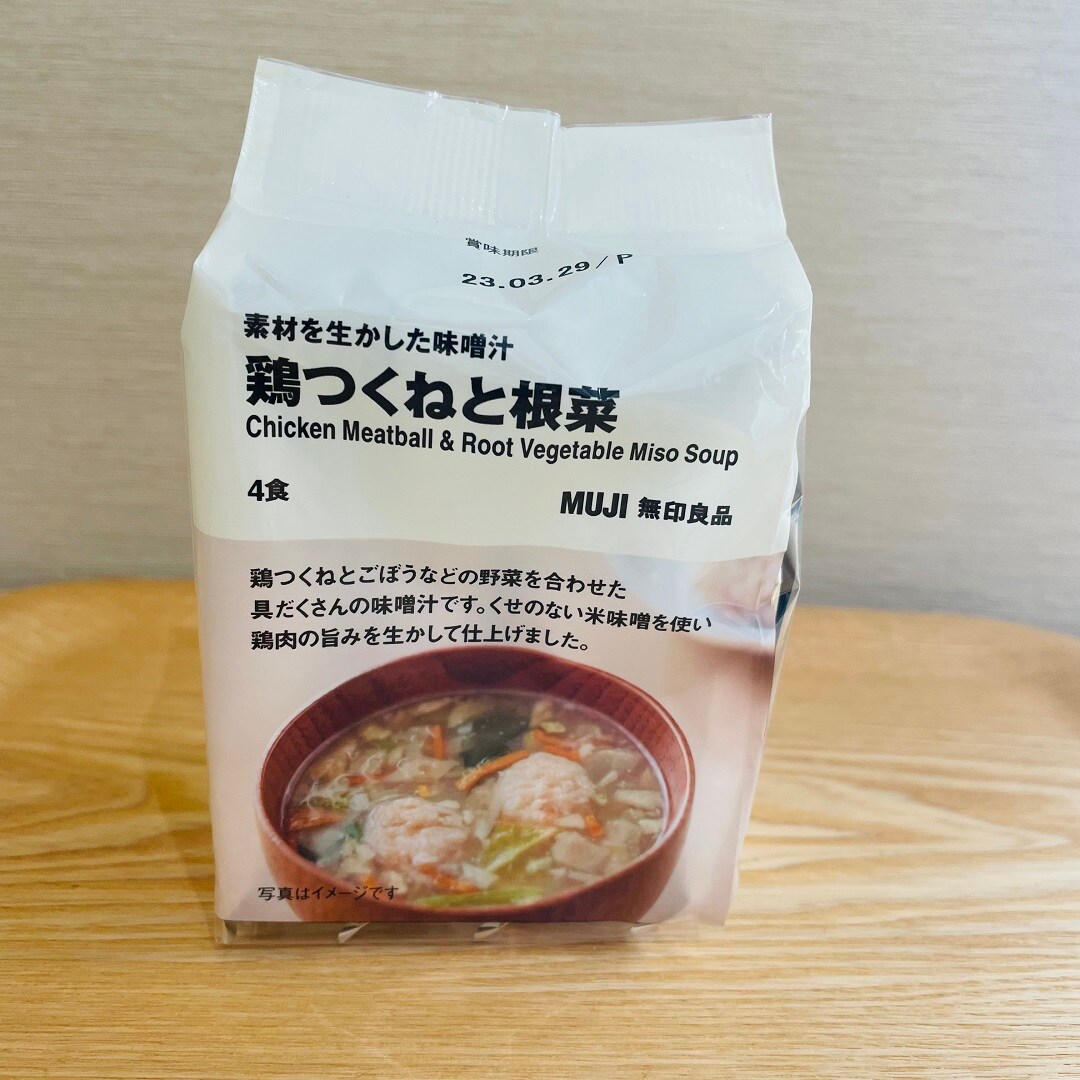 賞味期限
23.03.29/P
素材を生かした味噌汁
鶏つくねと根菜
Chicken Meatball & Root Vegetable Miso Soup
4食
MUJI 無印良品
鶏つくねとごぼうなどの野菜を合わせた
具だくさんの味噌汁です。くせのない米味噌を使い
鶏肉の旨みを生かして仕上げました。
写真はイメージです